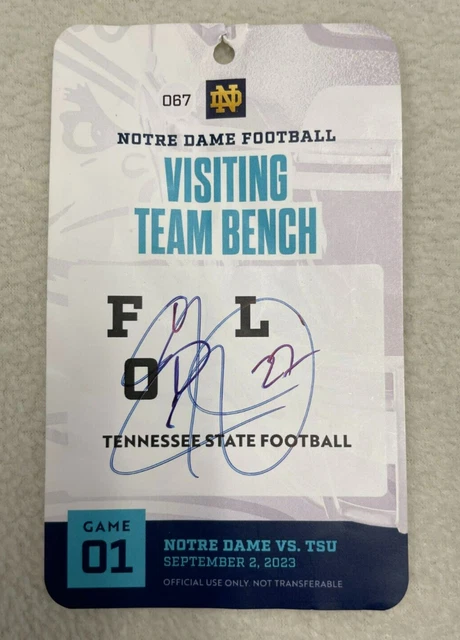 067 ND
NOTRE DAME FOOTBALL
VISITING
TEAM BENCH
F L
O
27
TENNESSEE STATE FOOTBALL
GAME
01
NOTRE DAME VS. TSU
SEPTEMBER 2, 2023
OFFICIAL USE ONLY. NOT TRANSFERABLE